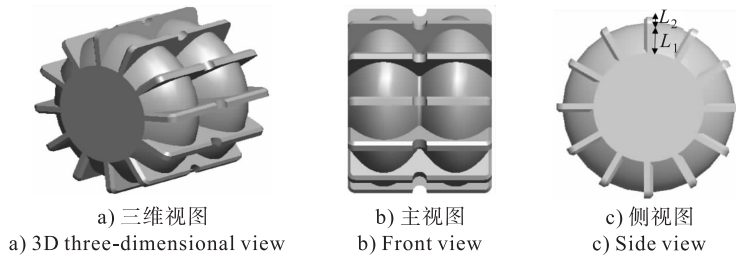 L₂
L₁
a) 三维视图
a) 3D three-dimensional view
b) 主视图
b) Front view
c) 侧视图
c) Side view